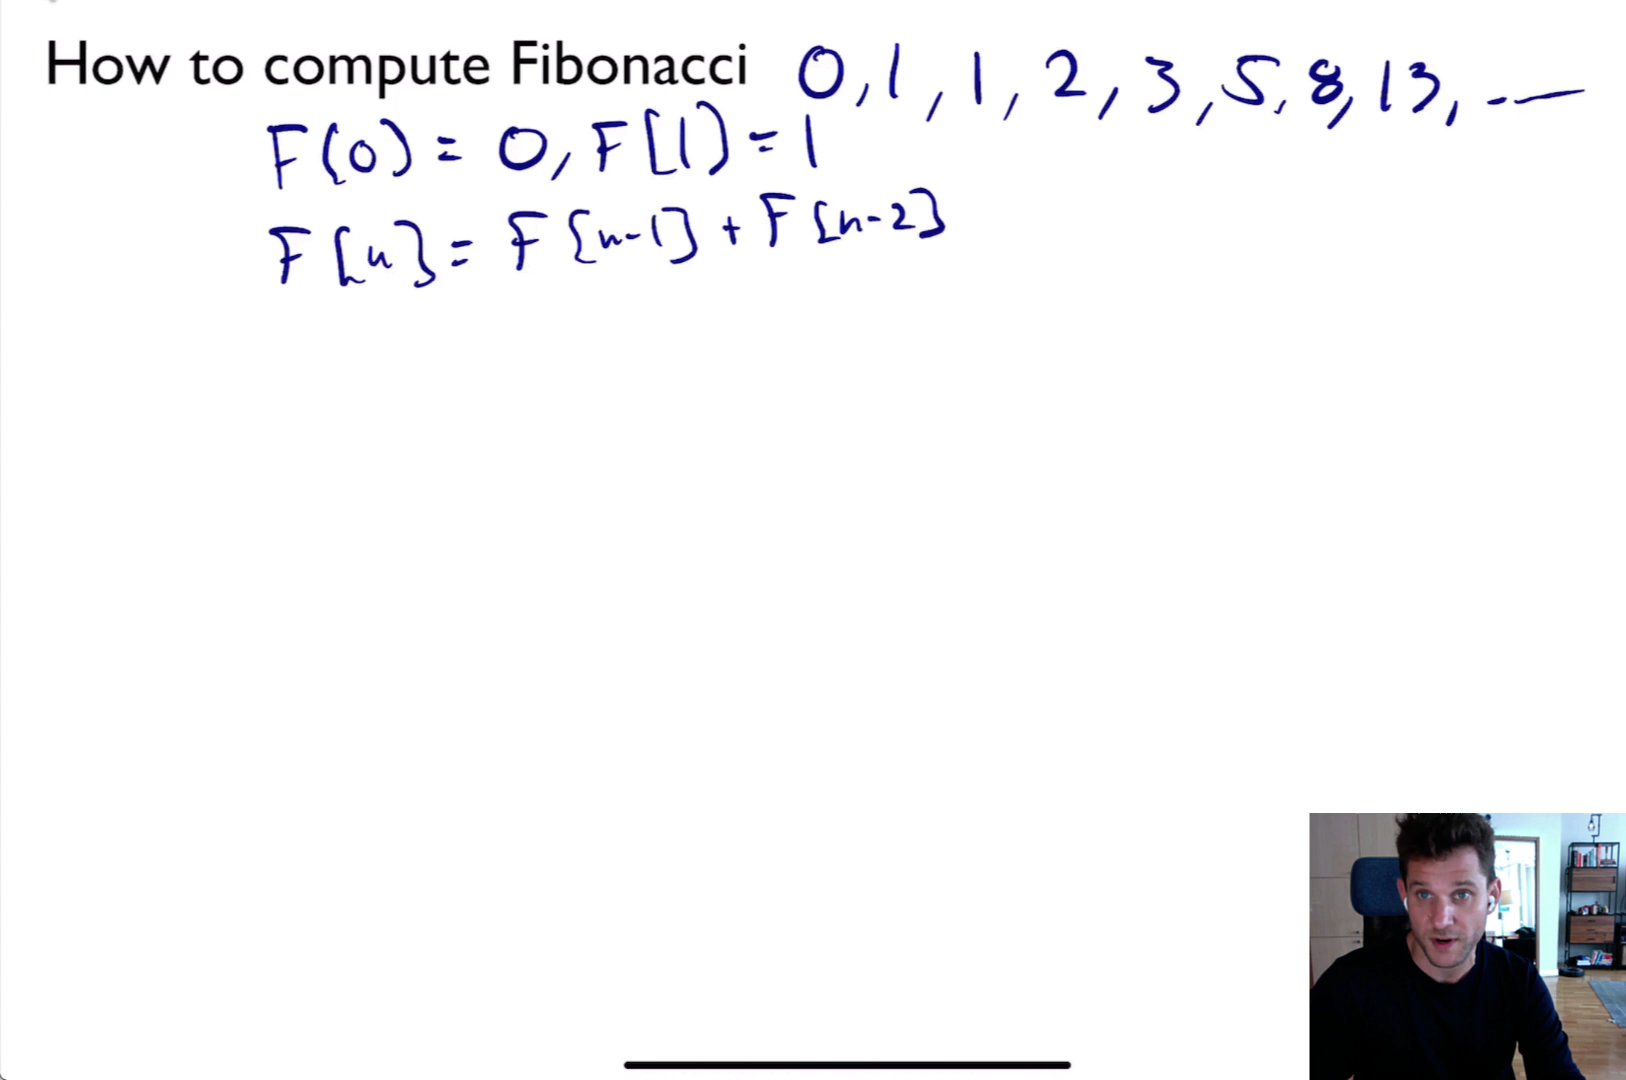 How to compute Fibonacci 0, 1, 1, 2, 3, 5, 8, 13, ...
F(0) = 0, F[1) = 1
F[n] = F[n-1] + F[n-2]